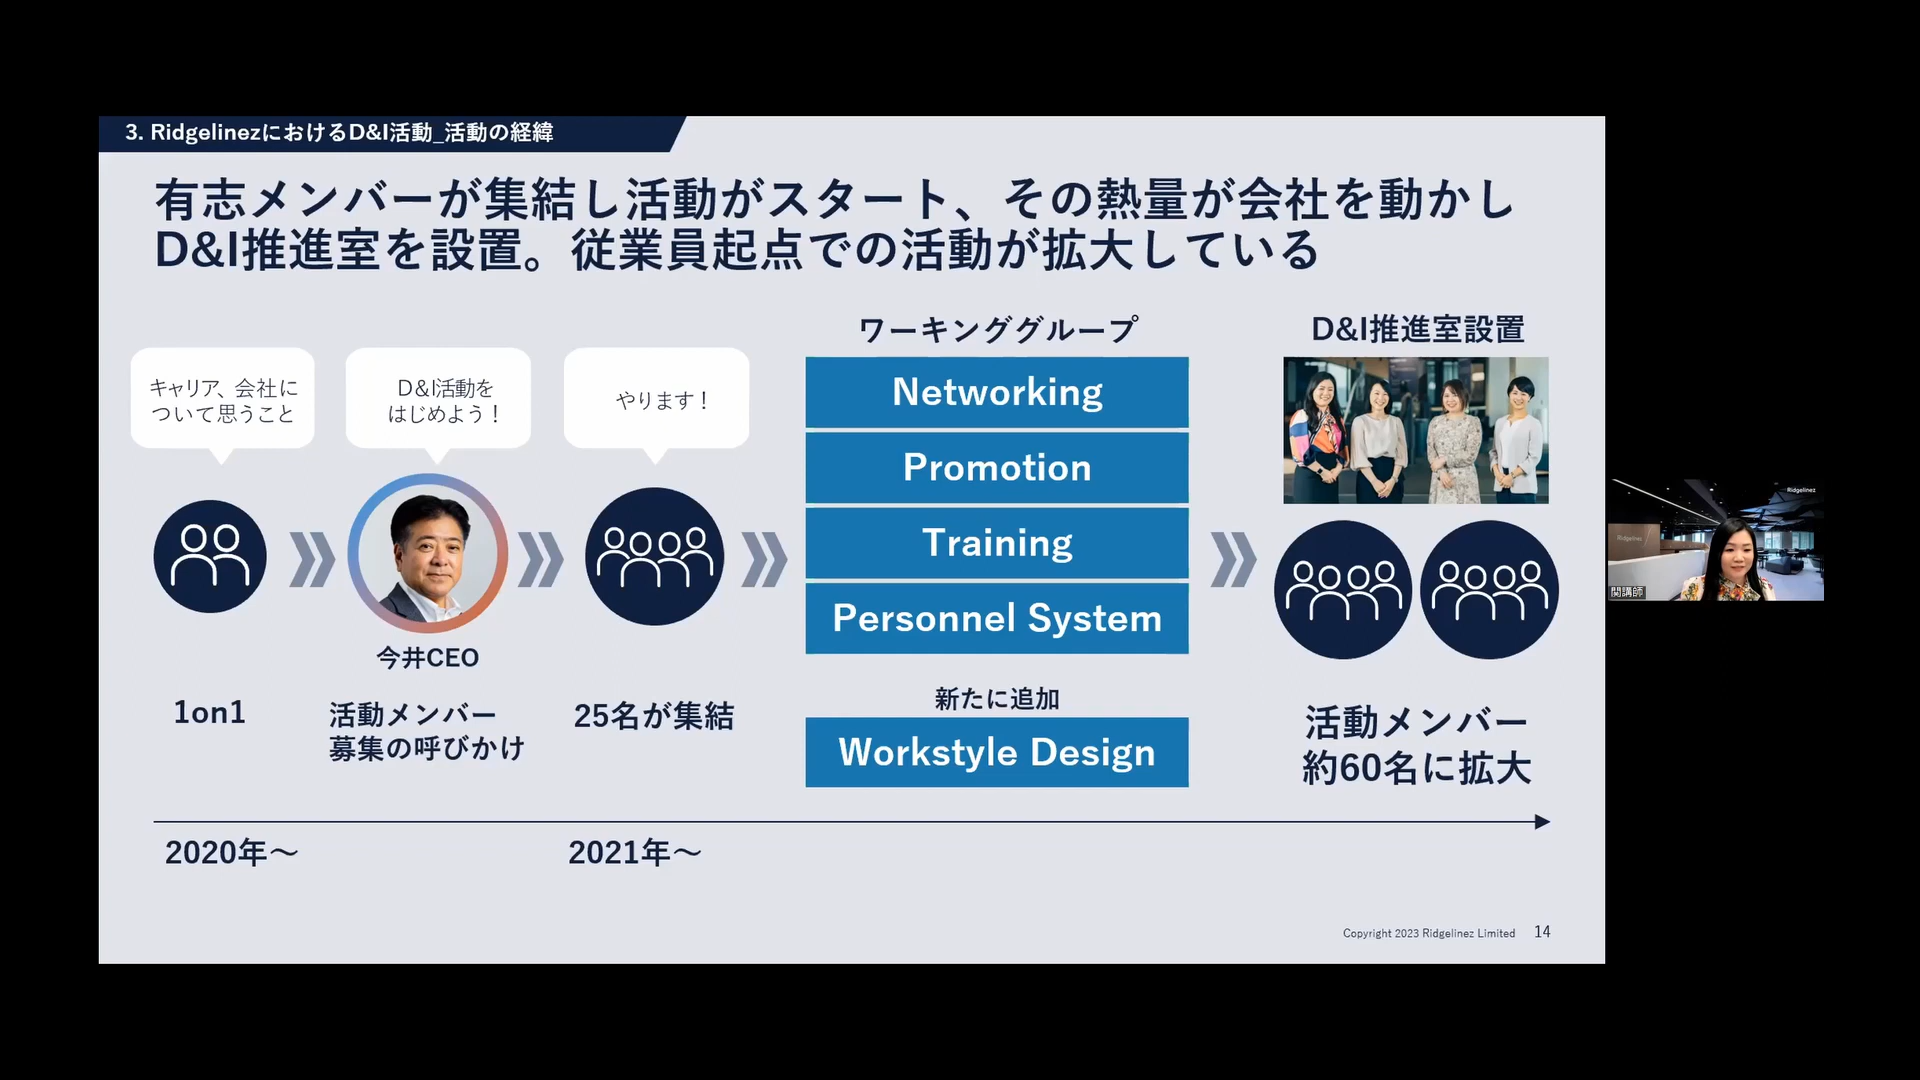 3. RidgelinezにおけるD&I活動_活動の経緯
有志メンバーが集結し活動がスタート、その熱量が会社を動かし
D&I推進室を設置。従業員起点での活動が拡大している
キャリア、会社に
ついて思うこと
D&I活動を
はじめよう！
やります！
ワーキンググループ
Networking
Promotion
Training
Personnel System
新たに追加
Workstyle Design
D&I推進室設置
今井CEO
1on1
活動メンバー
募集の呼びかけ
25名が集結
活動メンバー
約60名に拡大
2020年～
2021年～
Copyright 2023 Ridgelinez Limited 14
Ridgelinez
Ridgelinez
関講師